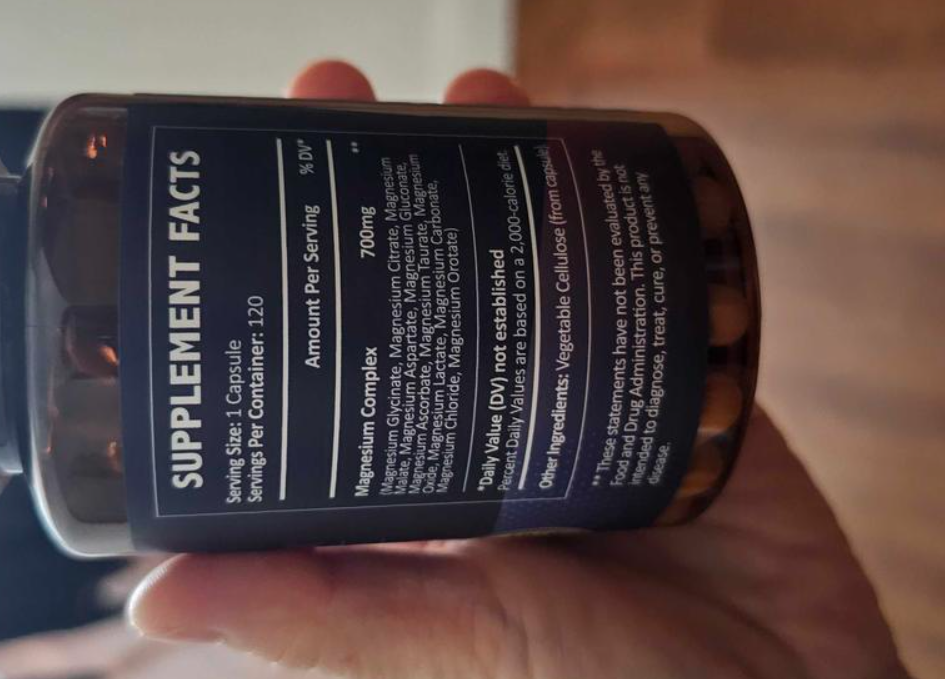 SUPPLEMENT FACTS
Serving Size: 1 Capsule
Servings Per Container: 120
Amount Per Serving % DV*
Magnesium Complex 700mg **
(Magnesium Glycinate, Magnesium Citrate, Magnesium
Malate, Magnesium Aspartate, Magnesium Gluconate,
Magnesium Ascorbate, Magnesium Taurate, Magnesium
Oxide, Magnesium Lactate, Magnesium Carbonate,
Magnesium Chloride, Magnesium Orotate)
*Daily Value (DV) not established
Percent Daily Values are based on a 2,000-calorie diet
Other Ingredients: Vegetable Cellulose (from capsule)
** These statements have not been evaluated by the
Food and Drug Administration. This product is not
intended to diagnose, treat, cure, or prevent any
disease.